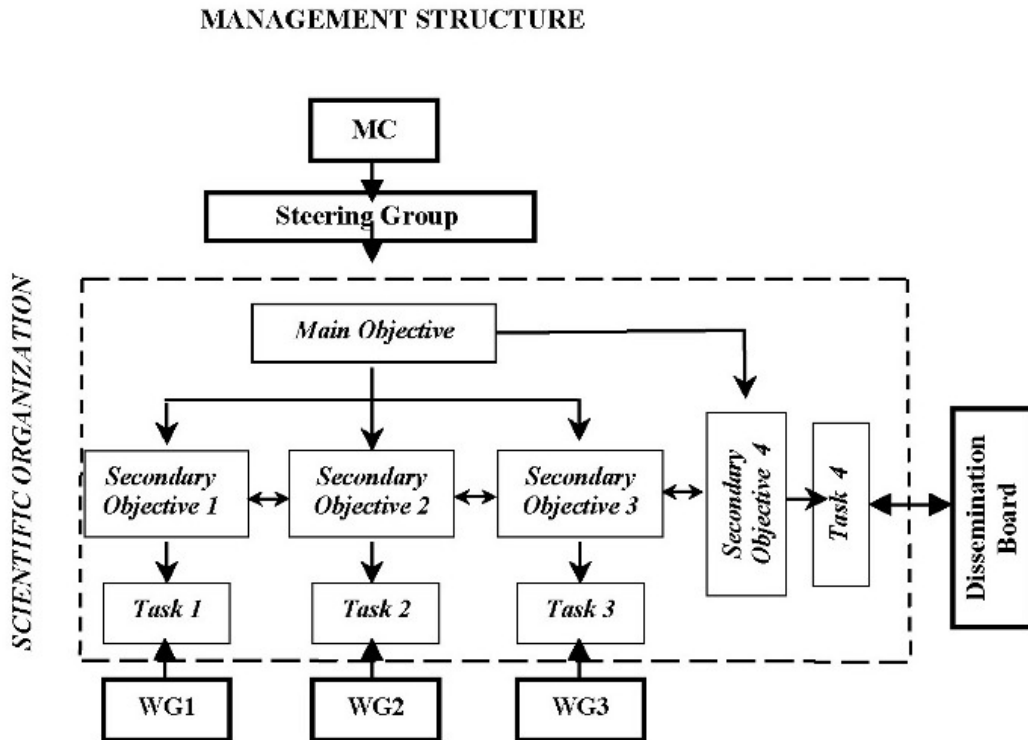 MANAGEMENT STRUCTURE
MC
Steering Group
SCIENTIFIC ORGANIZATION
Main Objective
Secondary
Objective 1
Secondary
Objective 2
Secondary
Objective 3
Secondary
Objective 4
Task 4
Dissemination
Board
Task 1
Task 2
Task 3
WG1
WG2
WG3